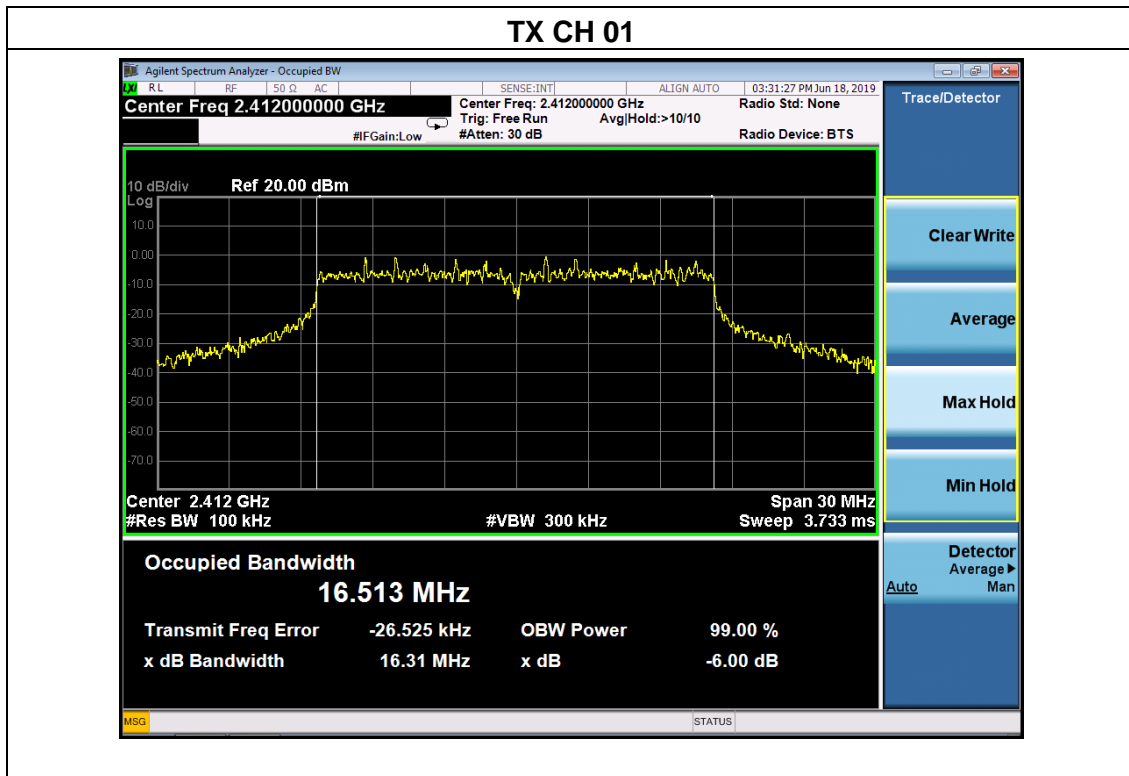 TX CH 01
Agilent Spectrum Analyzer - Occupied BW
LXI RL RF 50 Ω AC SENSE:INT ALIGN AUTO 03:31:27 PM Jun 18, 2019
Center Freq 2.412000000 GHz
Center Freq: 2.412000000 GHz
Radio Std: None
Trig: Free Run Avg|Hold:>10/10
#IFGain:Low
#Atten: 30 dB
Radio Device: BTS
10 dB/div Ref 20.00 dBm
Log
10.0
0.00
-10.0
-20.0
-30.0
-40.0
-50.0
-60.0
-70.0
Center 2.412 GHz Span 30 MHz
#Res BW 100 kHz #VBW 300 kHz Sweep 3.733 ms
Occupied Bandwidth
16.513 MHz
Transmit Freq Error -26.525 kHz OBW Power 99.00 %
x dB Bandwidth 16.31 MHz x dB -6.00 dB
Trace/Detector
Clear Write
Average
Max Hold
Min Hold
Detector
Average▶
Auto Man
MSG STATUS